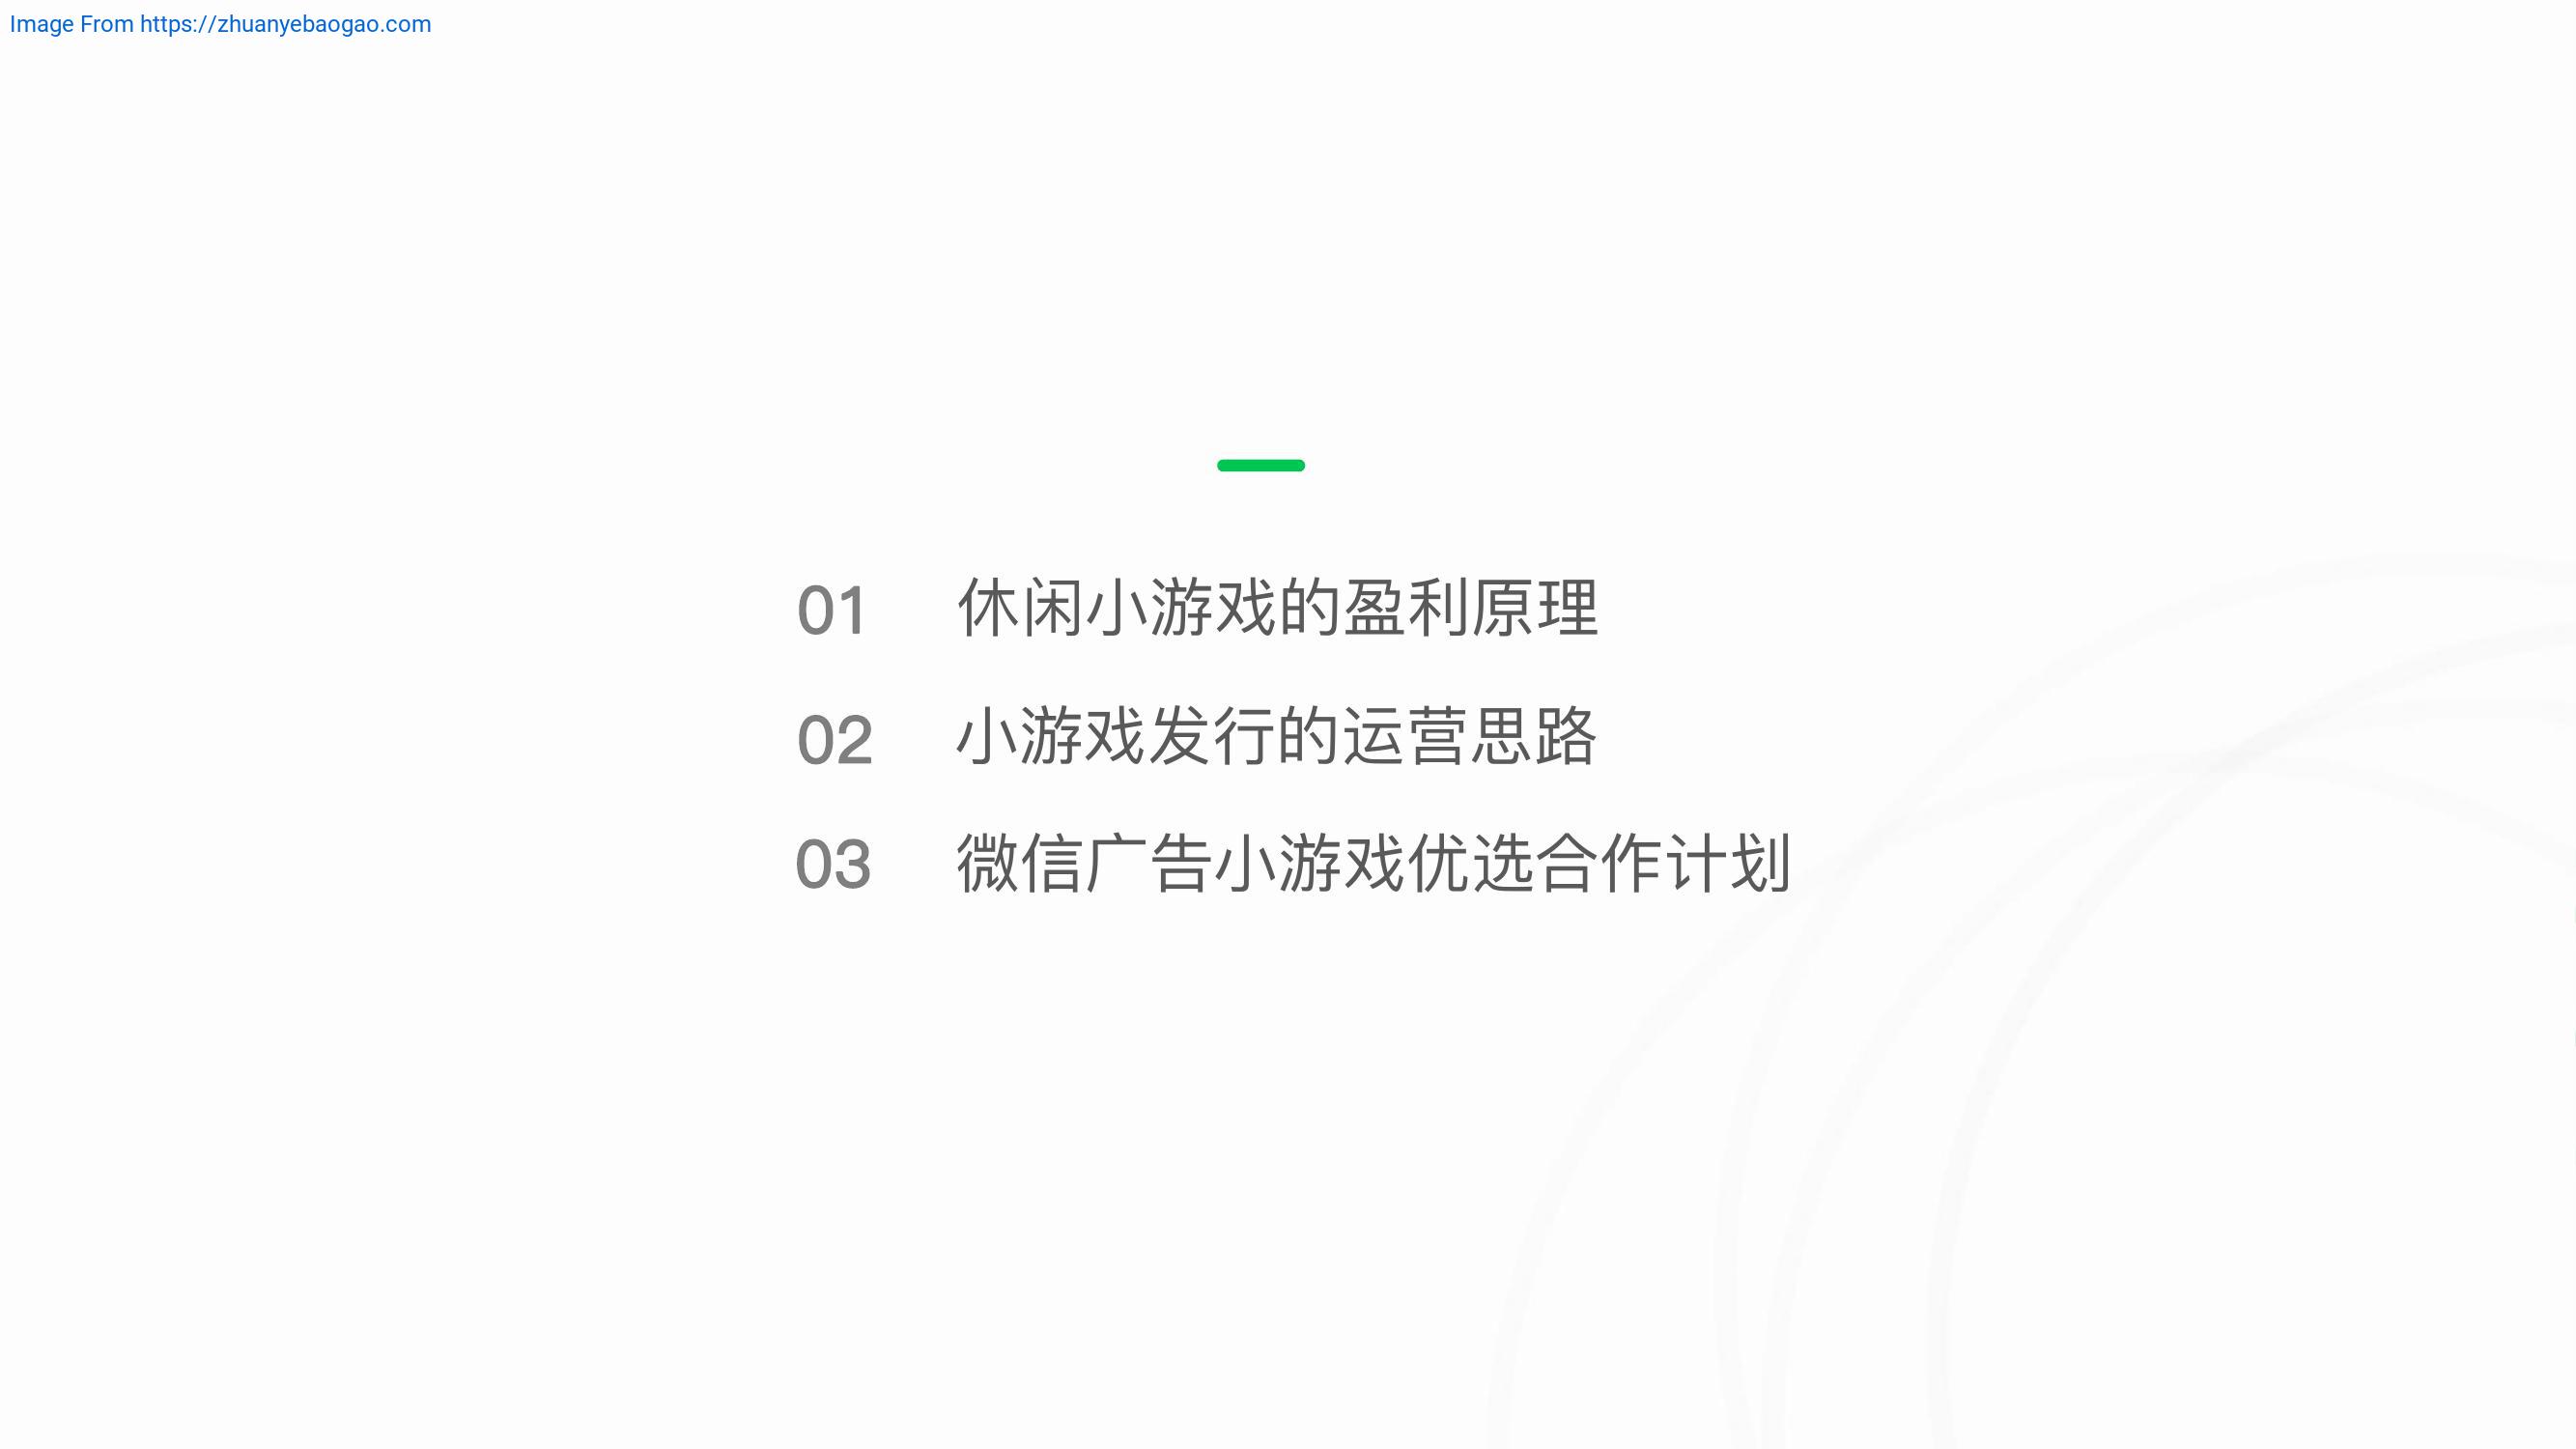 Image From https://zhuanyebaogao.com
01 休闲小游戏的盈利原理
02 小游戏发行的运营思路
03 微信广告小游戏优选合作计划